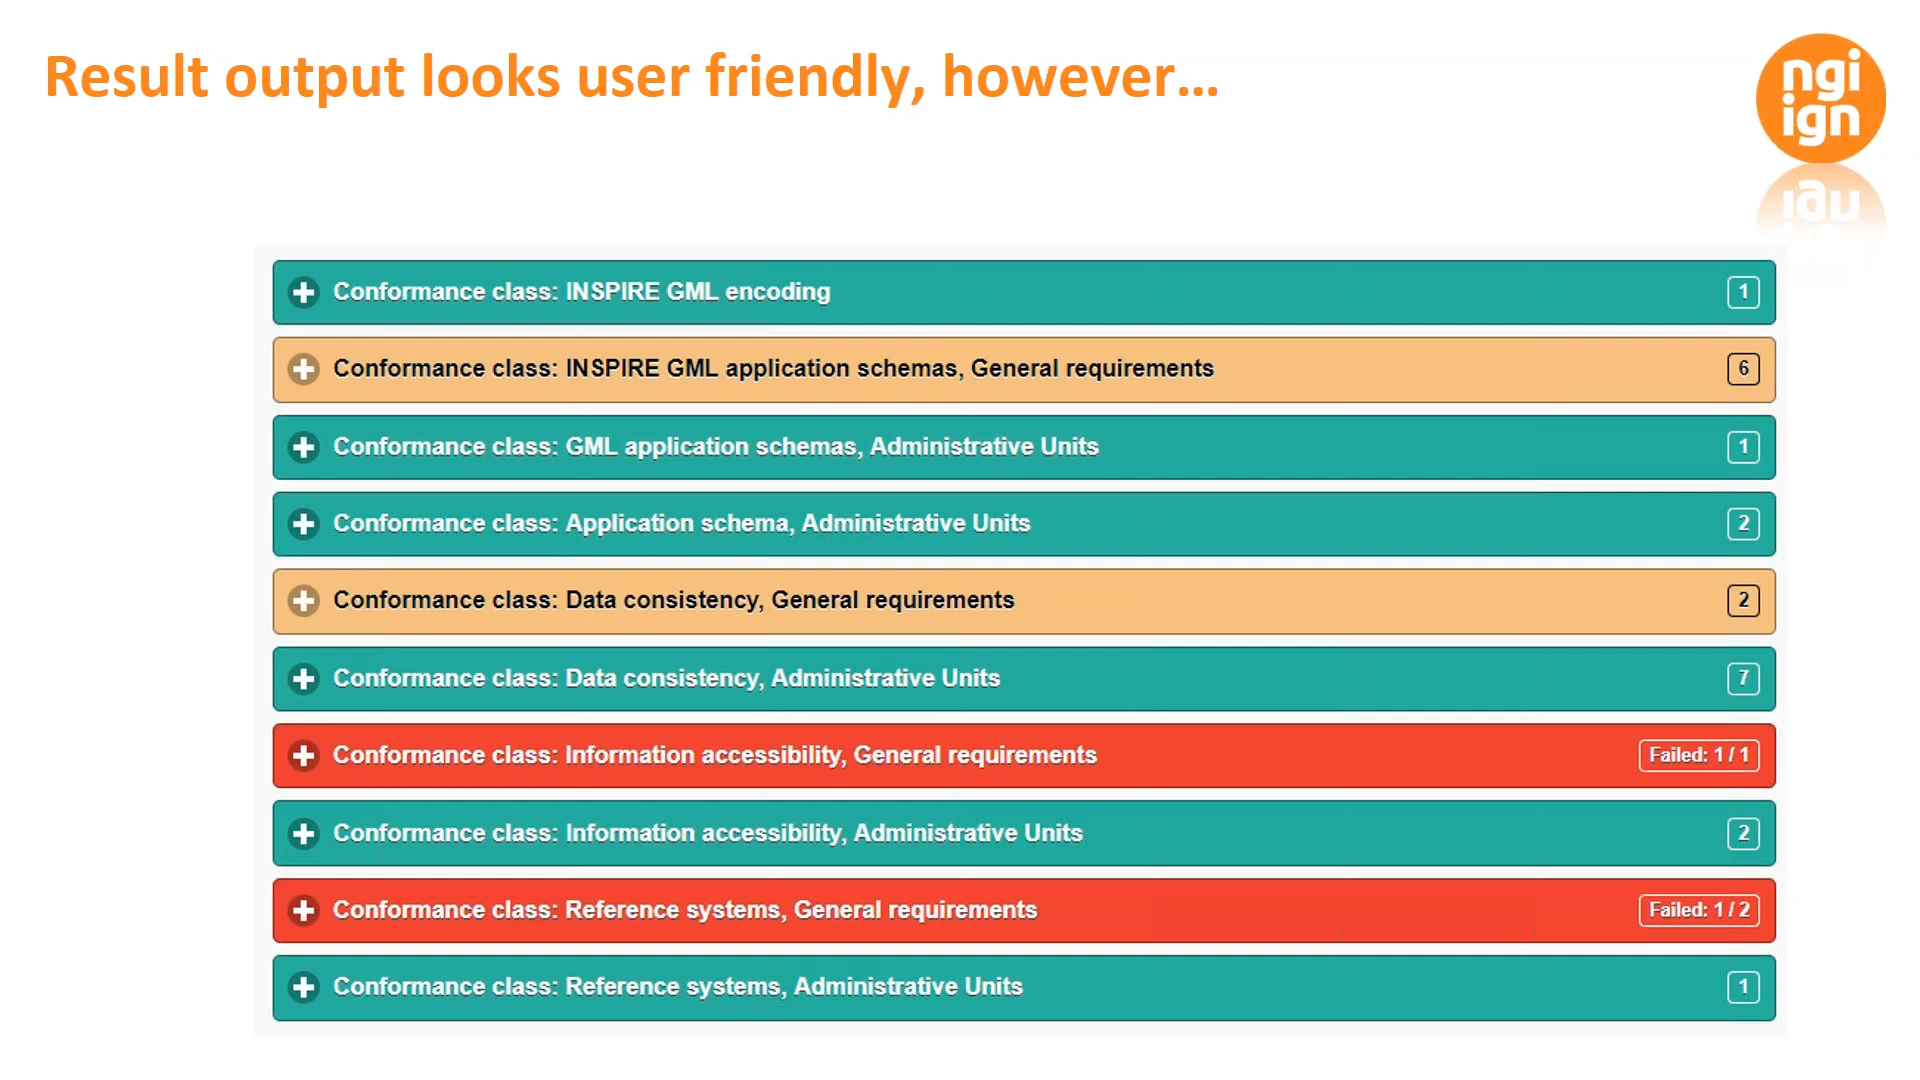 Result output looks user friendly, however...
ngi
ign
Conformance class: INSPIRE GML encoding 1
Conformance class: INSPIRE GML application schemas, General requirements 6
Conformance class: GML application schemas, Administrative Units 1
Conformance class: Application schema, Administrative Units 2
Conformance class: Data consistency, General requirements 2
Conformance class: Data consistency, Administrative Units 7
Conformance class: Information accessibility, General requirements Failed: 1 / 1
Conformance class: Information accessibility, Administrative Units 2
Conformance class: Reference systems, General requirements Failed: 1 / 2
Conformance class: Reference systems, Administrative Units 1